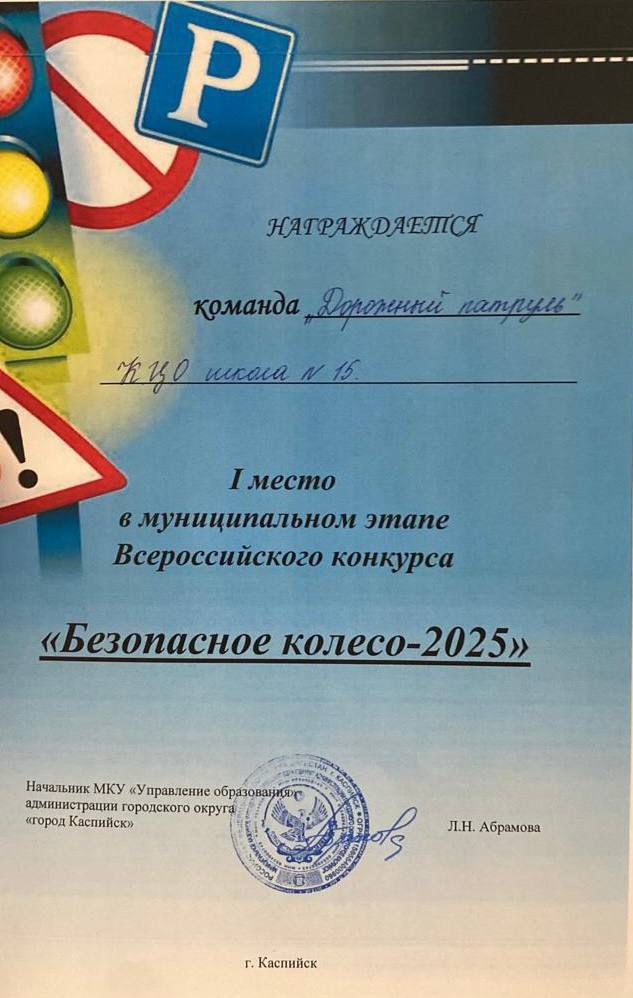 P
НАГРАЖДАЕТСЯ
команда „Дорожный патруль"
КЦО школа N 15.
!
I место
в муниципальном этапе
Всероссийского конкурса
«Безопасное колесо-2025»
Начальник МКУ «Управление образования»
администрации городского округа
«город Каспийск»
Л.Н. Абрамова
г. Каспийск